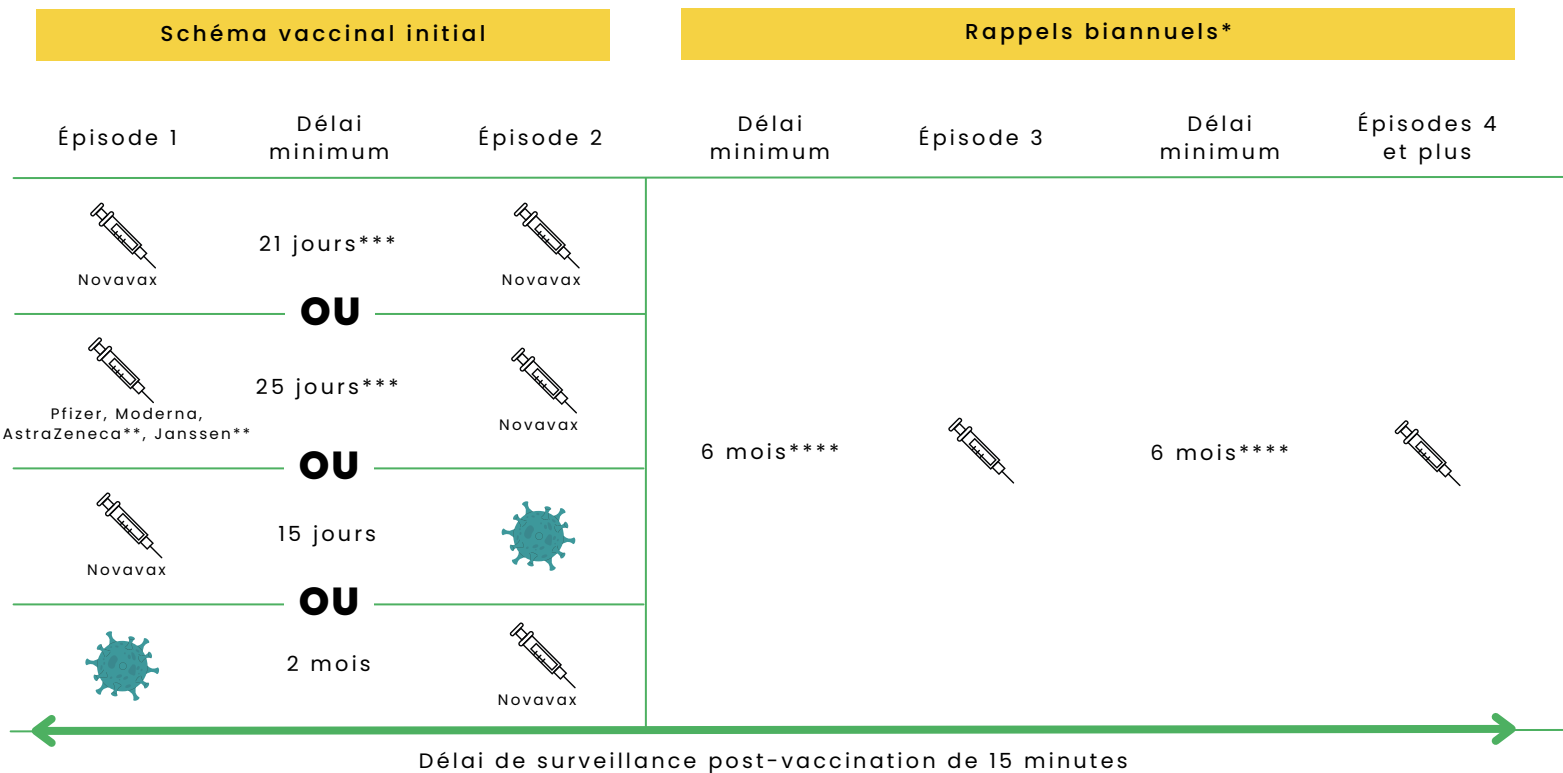 Schéma vaccinal initial
Rappels biannuels*
Épisode 1
Délai
minimum
Épisode 2
Délai
minimum
Épisode 3
Délai
minimum
Épisodes 4
et plus
Novavax
21 jours***
Novavax
OU
Pfizer, Moderna,
AstraZeneca**, Janssen**
25 jours***
Novavax
6 mois****
6 mois****
OU
Novavax
15 jours
OU
2 mois
Novavax
Délai de surveillance post-vaccination de 15 minutes